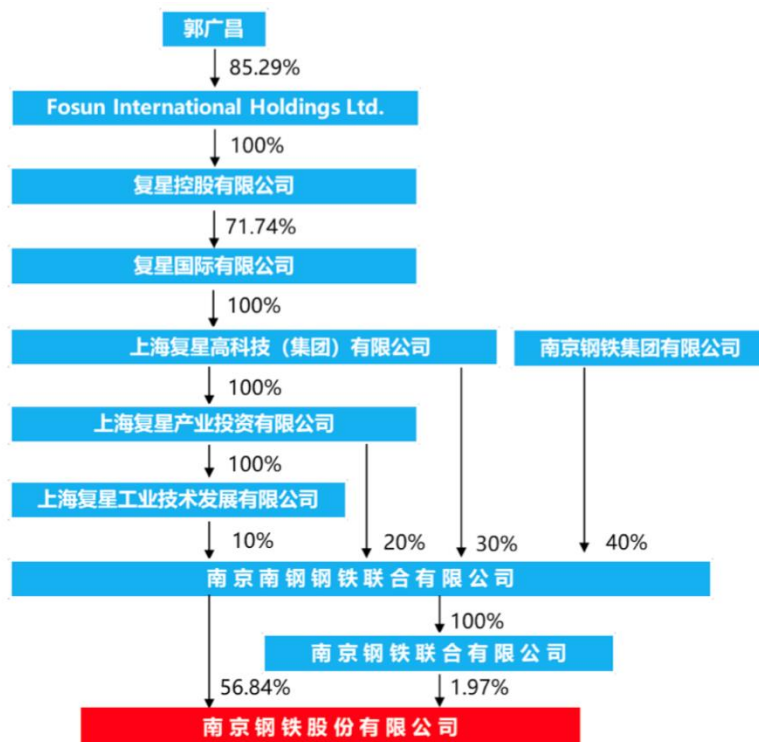 郭广昌
85.29%
Fosun International Holdings Ltd.
100%
复星控股有限公司
71.74%
复星国际有限公司
100%
上海复星高科技（集团）有限公司
南京钢铁集团有限公司
100%
上海复星产业投资有限公司
100%
上海复星工业技术发展有限公司
10%
20%
30%
40%
南京南钢钢铁联合有限公司
100%
南京钢铁联合有限公司
56.84%
1.97%
南京钢铁股份有限公司